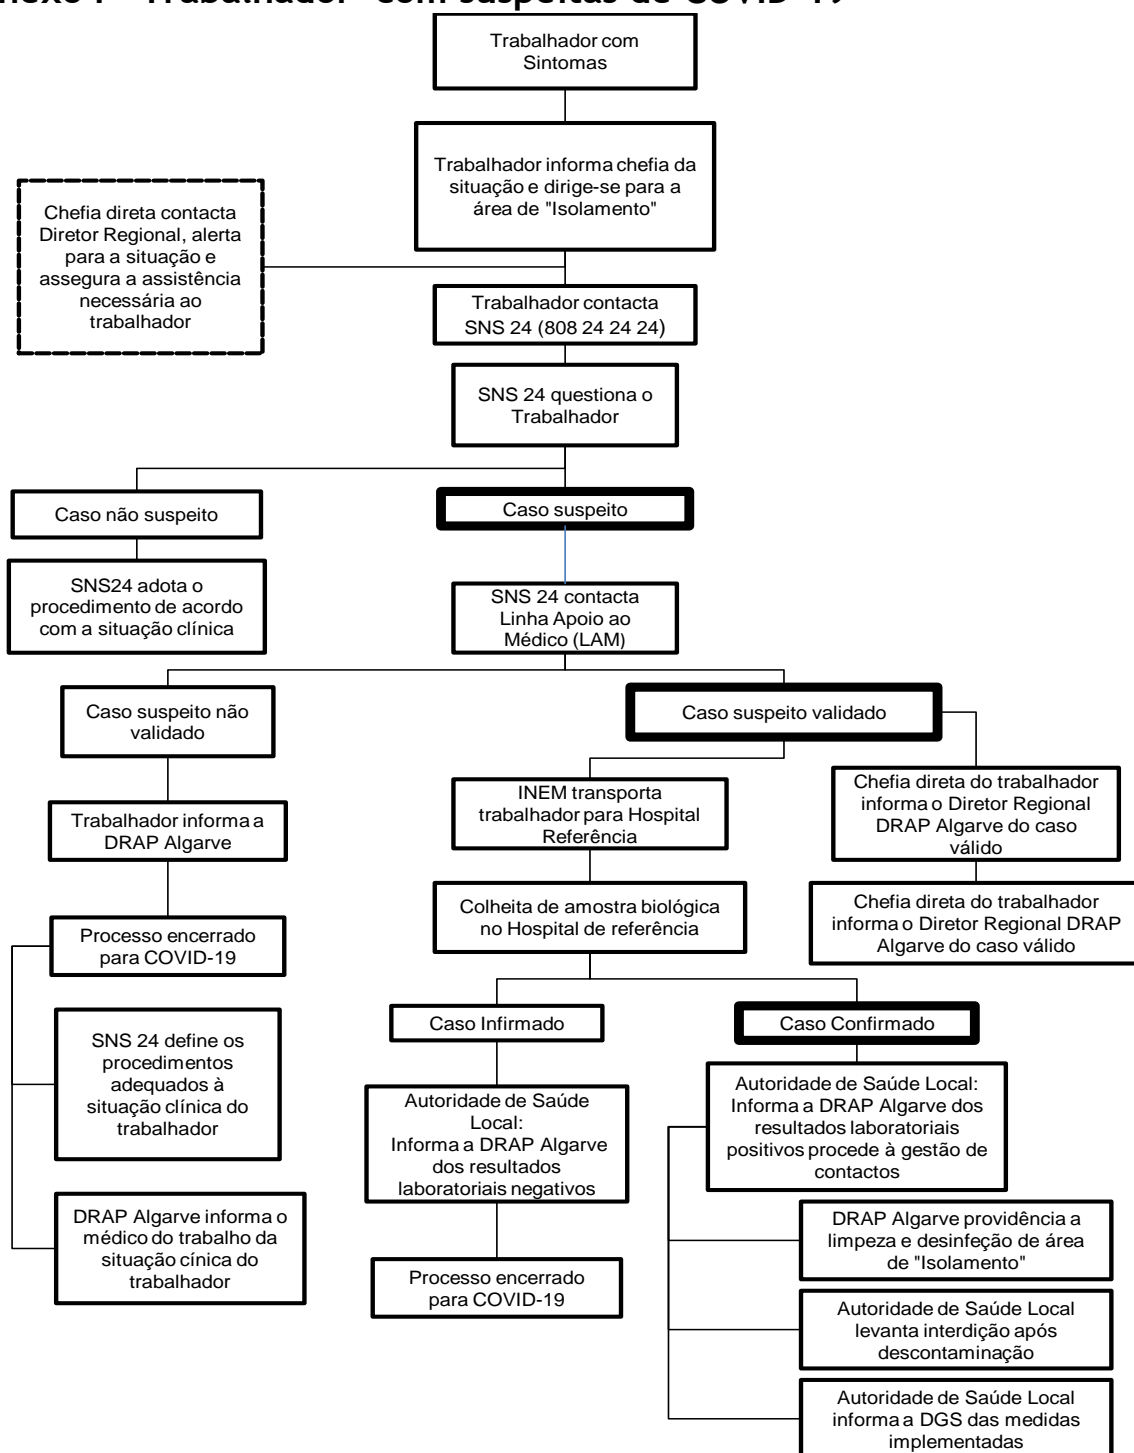 nexo I - "Trabalhador" com suspeitas de COVID-19
Trabalhador com
Sintomas
Trabalhador informa chefia da
situação e dirige-se para a
área de "Isolamento"
Chefia direta contacta
Diretor Regional, alerta
para a situação e
assegura a assistência
necessária ao
trabalhador
Trabalhador contacta
SNS 24 (808 24 24 24)
SNS 24 questiona o
Trabalhador
Caso não suspeito
Caso suspeito
SNS24 adota o
procedimento de acordo
com a situação clínica
SNS 24 contacta
Linha Apoio ao
Médico (LAM)
Caso suspeito não
validado
Caso suspeito validado
Trabalhador informa a
DRAP Algarve
INEM transporta
trabalhador para Hospital
Referência
Chefia direta do trabalhador
informa o Diretor Regional
DRAP Algarve do caso
válido
Colheita de amostra biológica
no Hospital de referência
Chefia direta do trabalhador
informa o Diretor Regional DRAP
Algarve do caso válido
Processo encerrado
para COVID-19
SNS 24 define os
procedimentos
adequados à
situação clínica do
trabalhador
DRAP Algarve informa o
médico do trabalho da
situação cínica do
trabalhador
Caso Infirmado
Caso Confirmado
Autoridade de Saúde
Local:
Informa a DRAP Algarve
dos resultados
laboratoriais negativos
Processo encerrado
para COVID-19
Autoridade de Saúde Local:
Informa a DRAP Algarve dos
resultados laboratoriais
positivos procede à gestão de
contactos
DRAP Algarve providência a
limpeza e desinfeção de área
de "Isolamento"
Autoridade de Saúde Local
levanta interdição após
descontaminação
Autoridade de Saúde Local
informa a DGS das medidas
implementadas